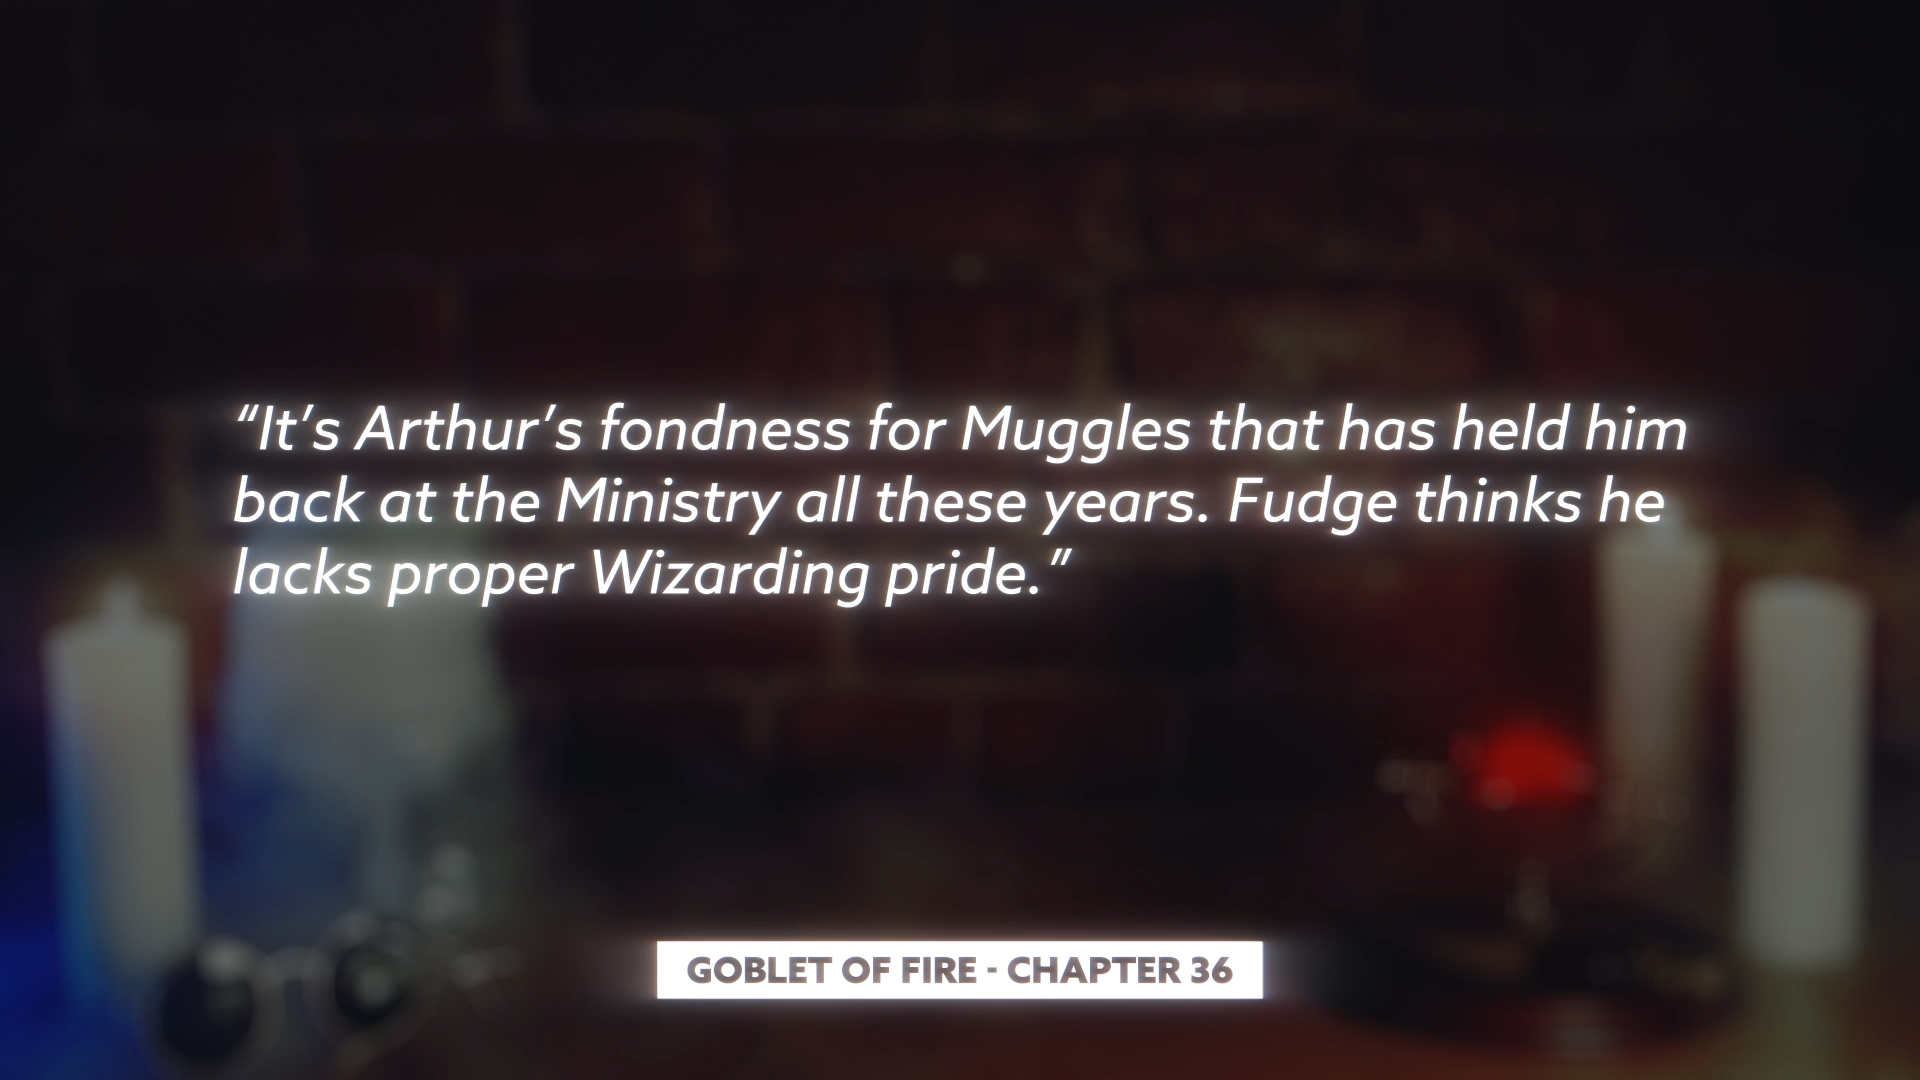 “It’s Arthur’s fondness for Muggles that has held him
back at the Ministry all these years. Fudge thinks he
lacks proper Wizarding pride.”
GOBLET OF FIRE - CHAPTER 36